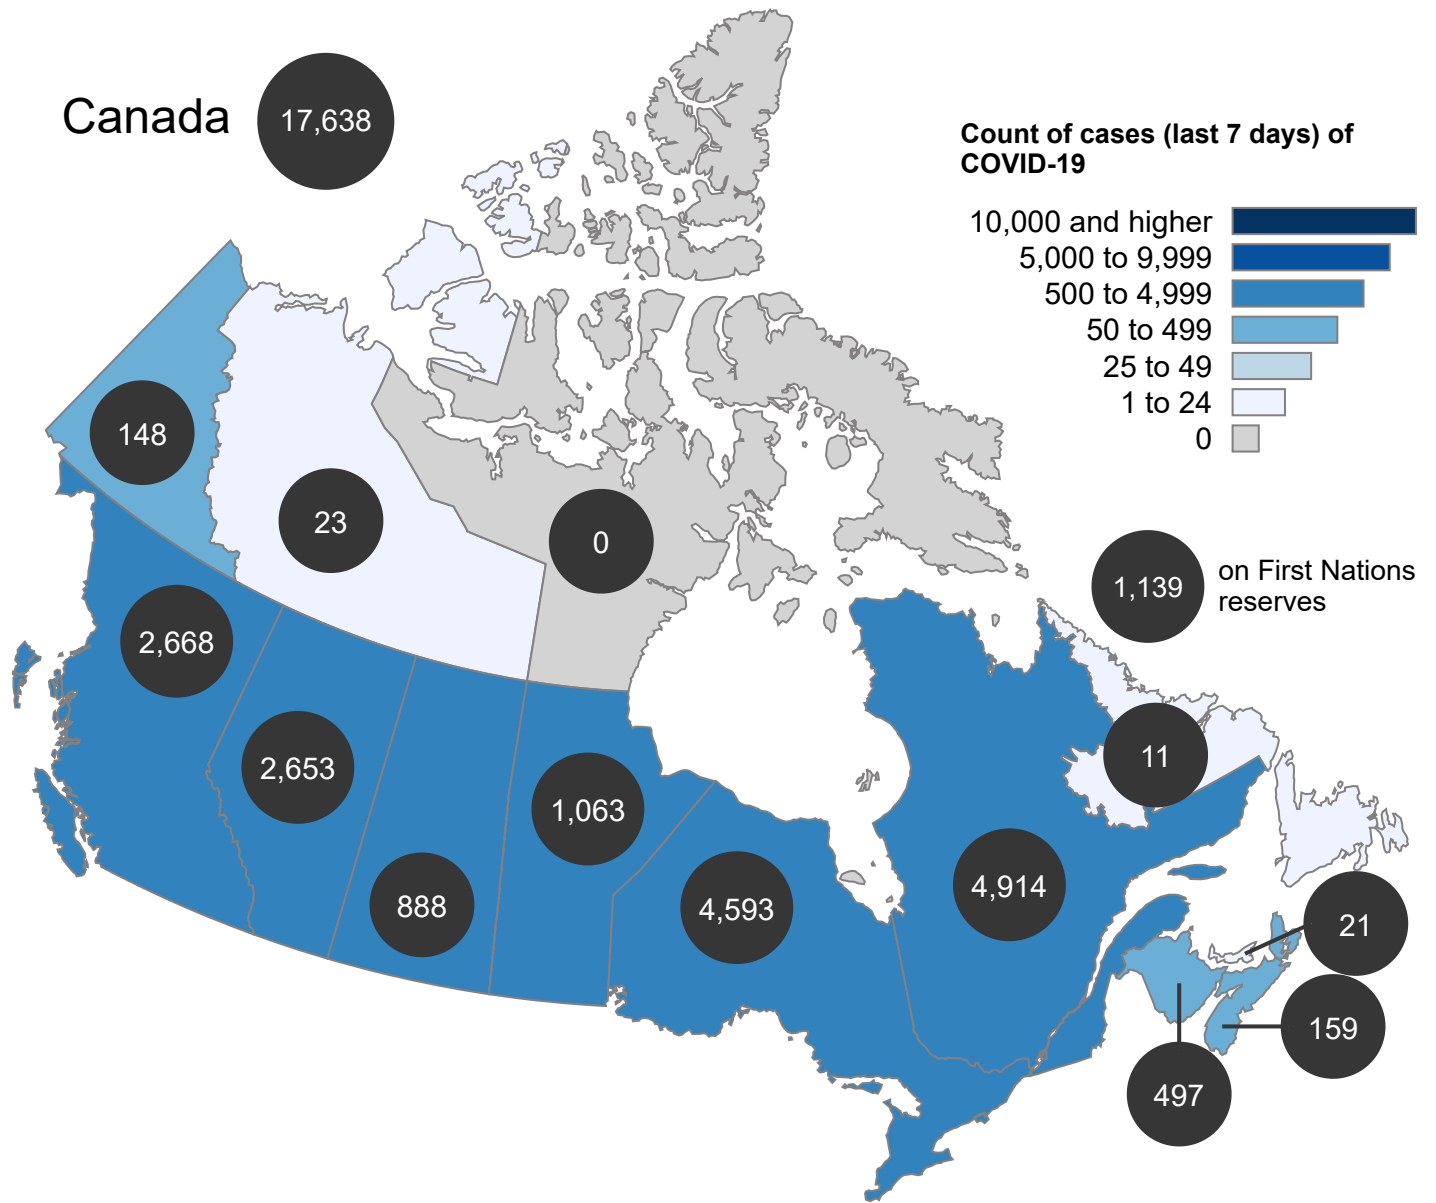 Canada
17,638
Count of cases (last 7 days) of
COVID-19
10,000 and higher
5,000 to 9,999
500 to 4,999
50 to 499
25 to 49
1 to 24
0
148
23
0
1,139
on First Nations
reserves
2,668
11
2,653
1,063
4,914
888
4,593
21
159
497